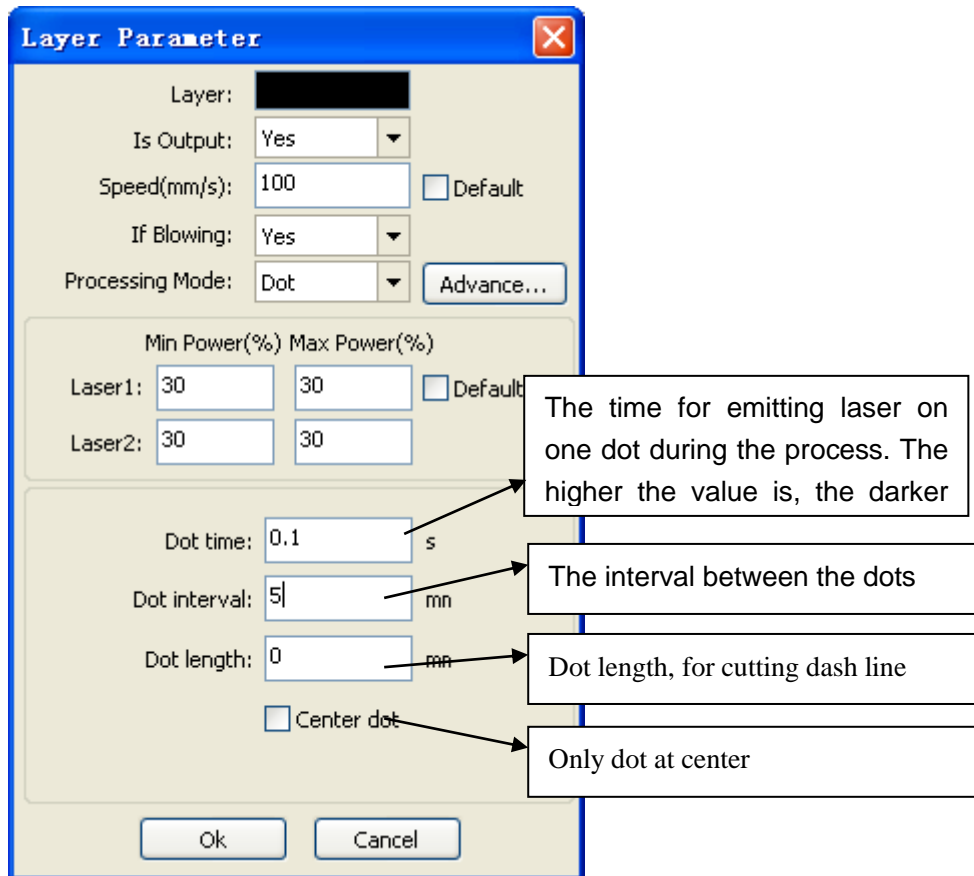 Layer Parameter
Layer:
Is Output: Yes
Speed(mm/s): 100 Default
If Blowing: Yes
Processing Mode: Dot Advance...
Min Power(%) Max Power(%)
Laser1: 30 30 Default
Laser2: 30 30
The time for emitting laser on
one dot during the process. The
higher the value is, the darker
Dot time: 0.1 s
The interval between the dots
Dot interval: 5 mn
Dot length: 0 mn
Dot length, for cutting dash line
Center dot
Only dot at center
Ok Cancel